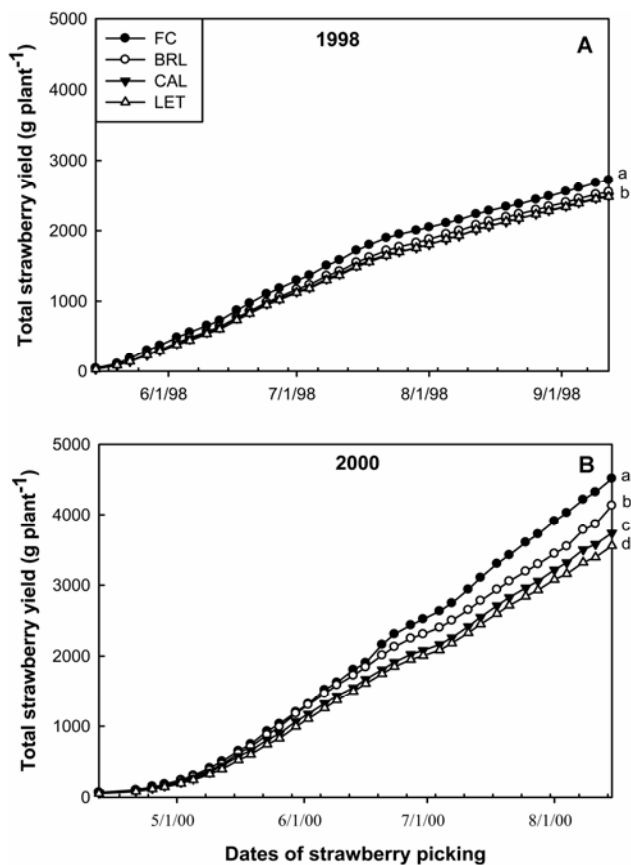 5000
4000
3000
2000
1000
0
Total strawberry yield (g plant⁻¹)
FC
BRL
CAL
LET
1998
A
a
b
6/1/98
7/1/98
8/1/98
9/1/98
5000
4000
3000
2000
1000
0
Total strawberry yield (g plant⁻¹)
2000
B
a
b
c
d
5/1/00
6/1/00
7/1/00
8/1/00
Dates of strawberry picking